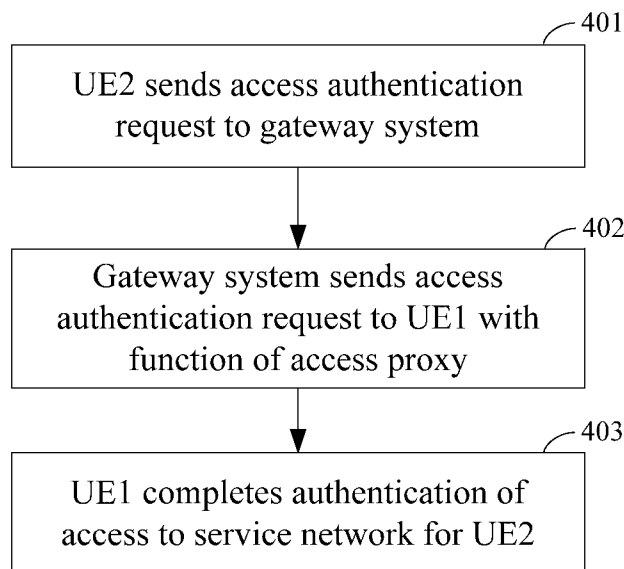 401
UE2 sends access authentication
request to gateway system
402
Gateway system sends access
authentication request to UE1 with
function of access proxy
403
UE1 completes authentication of
access to service network for UE2